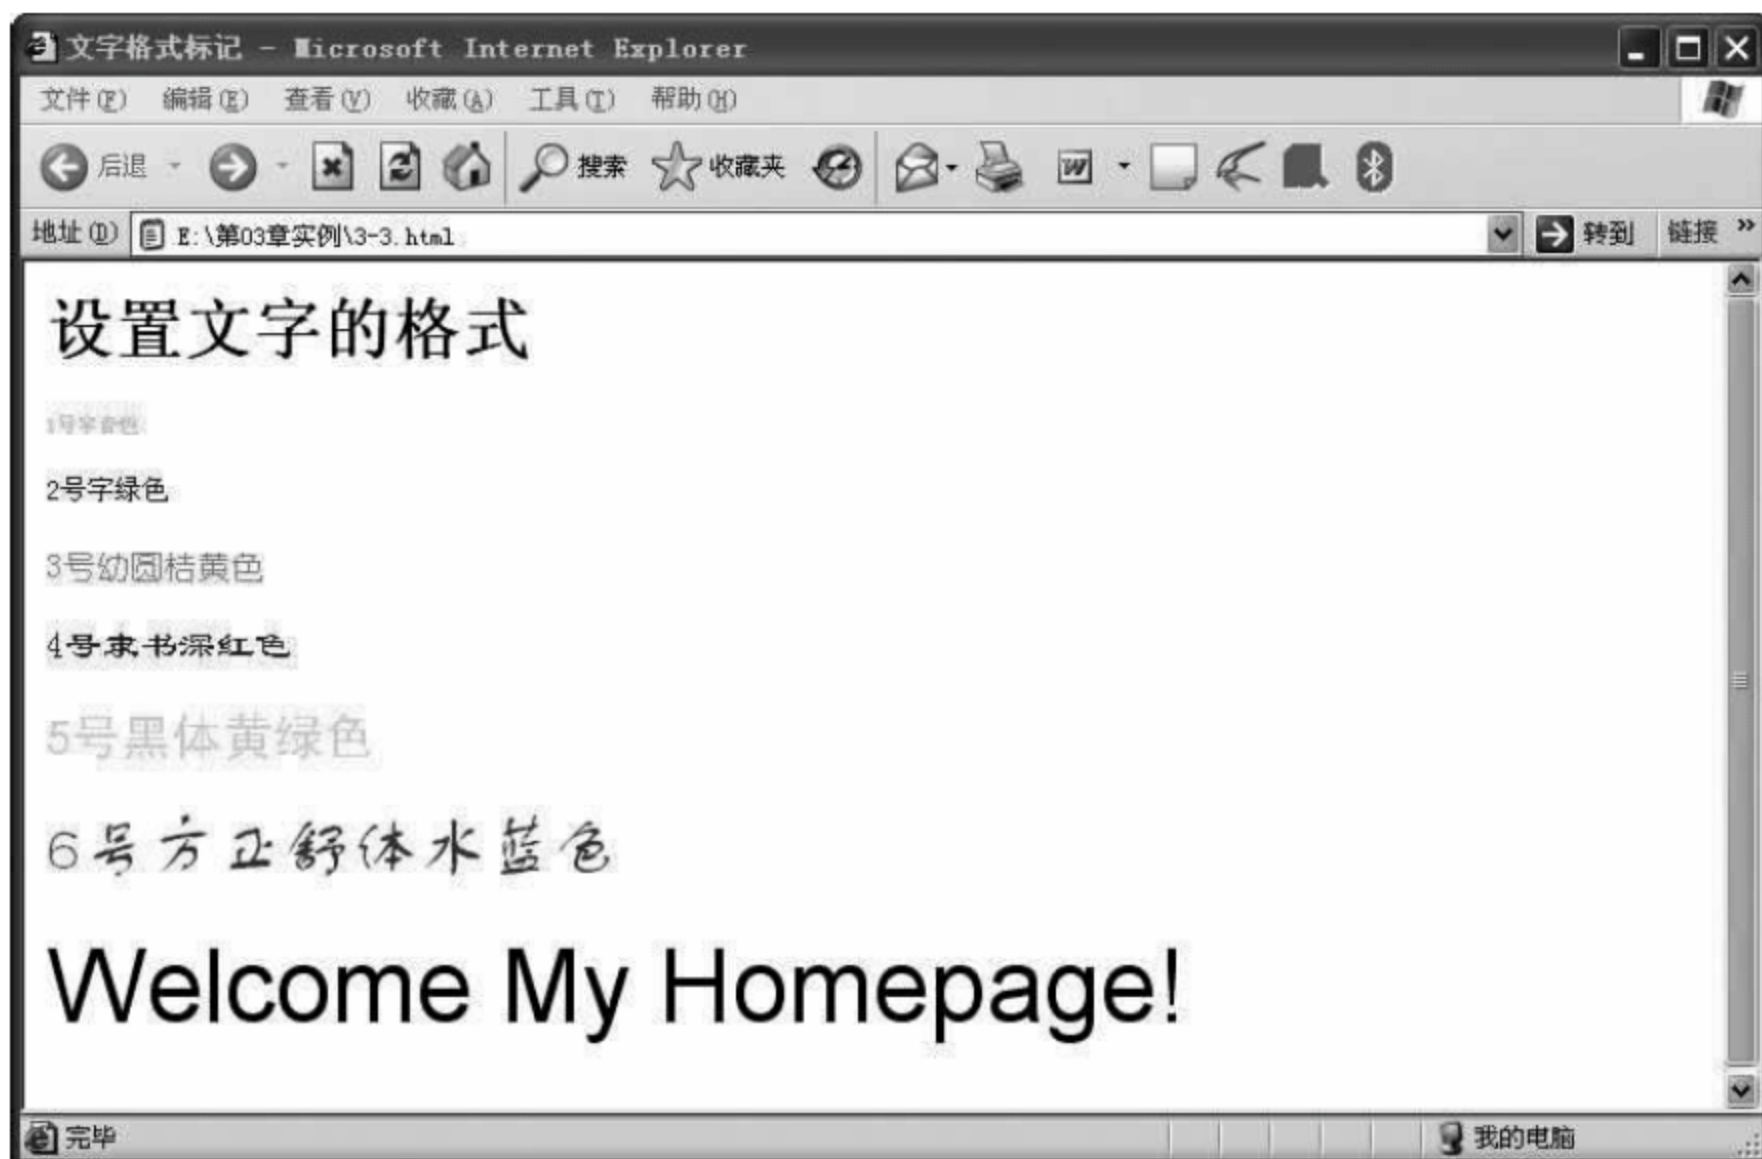 文字格式标记 - Microsoft Internet Explorer
文件(F) 编辑(E) 查看(V) 收藏(A) 工具(T) 帮助(H)
后退 搜索 收藏夹
地址(D) E:\第03章实例\3-3.html 转到 链接 »
设置文字的格式
1号字
2号字绿色
3号幼圆桔黄色
4号隶书深红色
5号黑体黄绿色
6号方正舒体水蓝色
Welcome My Homepage!
完毕 我的电脑